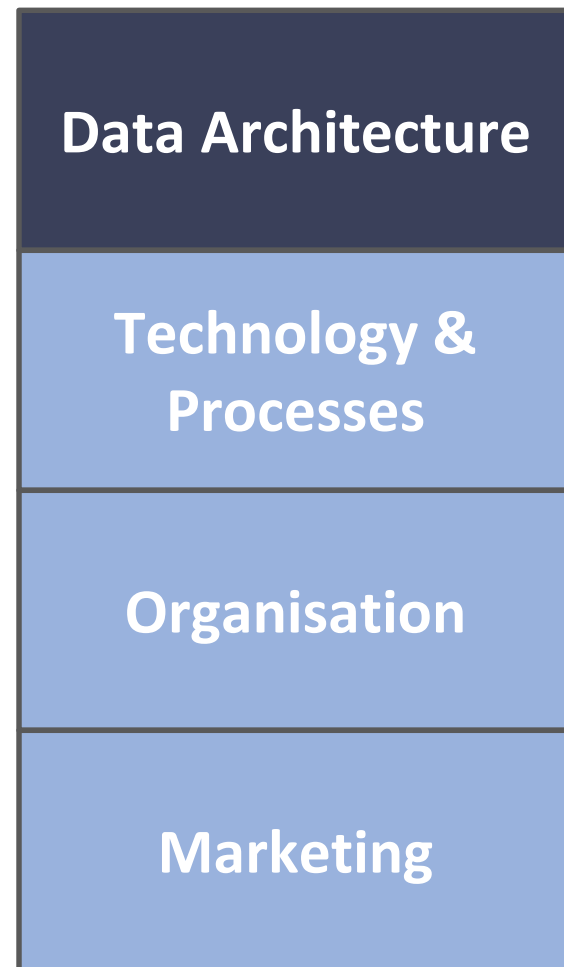 Data Architecture
Technology &
Processes
Organisation
Marketing